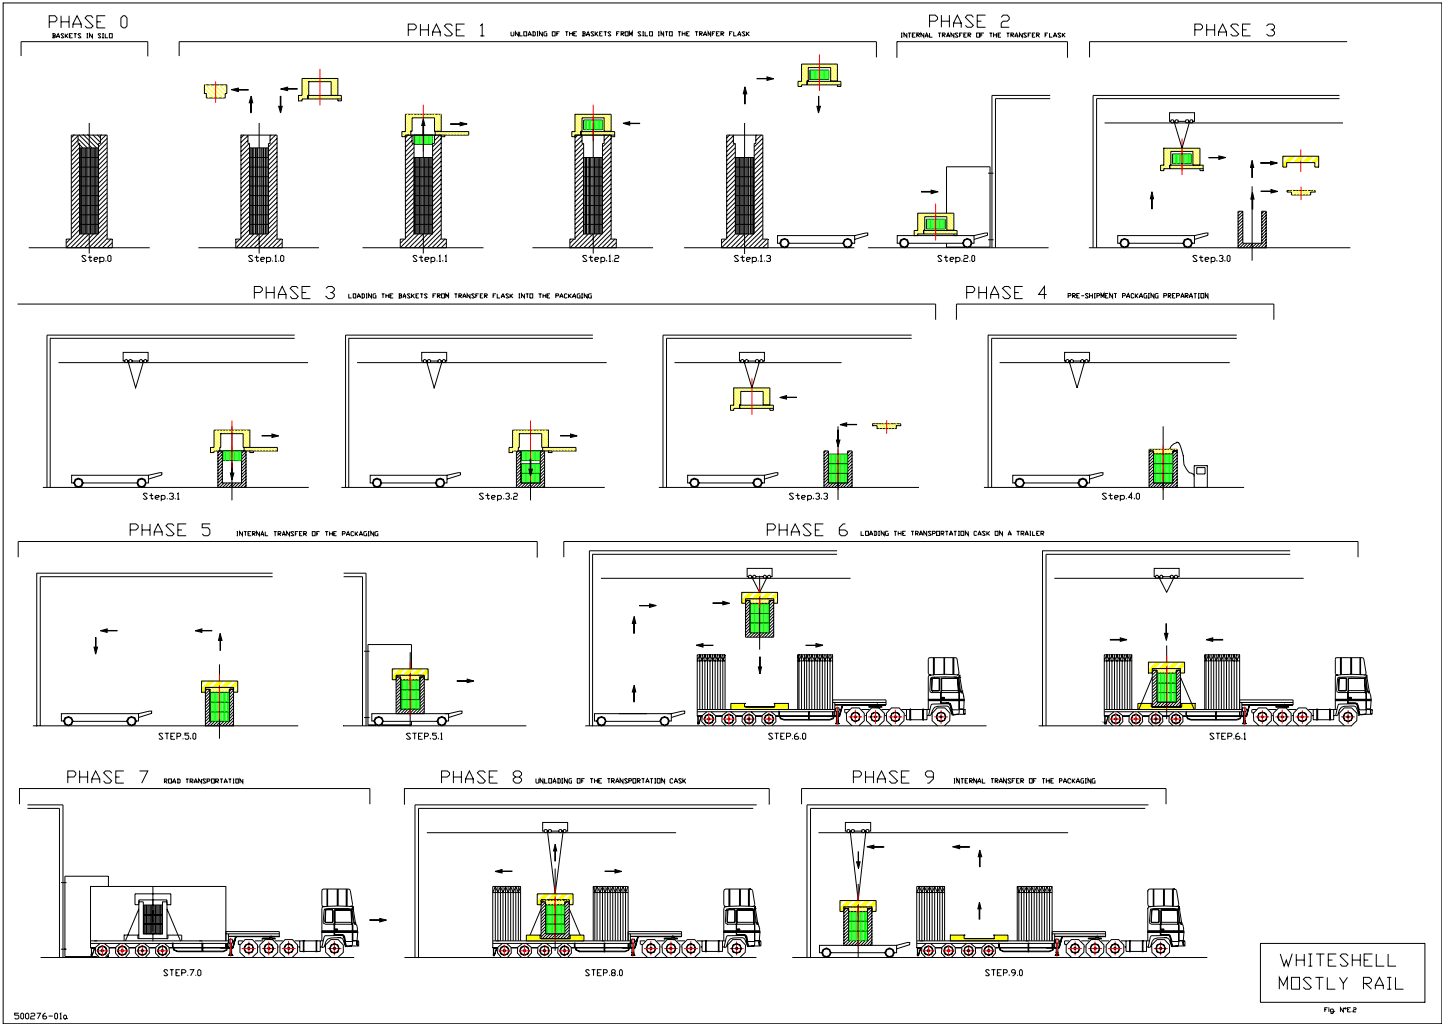 PHASE 0
BASKETS IN SILO
PHASE 1 UNLOADING OF THE BASKETS FROM SILO INTO THE TRANFER FLASK
PHASE 2
INTERNAL TRANSFER OF THE TRANSFER FLASK
PHASE 3
Step.0
Step.1.0
Step.1.1
Step.1.2
Step.1.3
Step.2.0
Step.3.0
PHASE 3 LOADING THE BASKETS FROM TRANSFER FLASK INTO THE PACKAGING
PHASE 4 PRE-SHIPMENT PACKAGING PREPARATION
Step.3.1
Step.3.2
Step.3.3
Step.4.0
PHASE 5 INTERNAL TRANSFER OF THE PACKAGING
PHASE 6 LOADING THE TRANSPORTATION CASK ON A TRAILER
STEP.5.0
STEP.5.1
STEP.6.0
STEP.6.1
PHASE 7 ROAD TRANSPORTATION
PHASE 8 UNLOADING OF THE TRANSPORTATION CASK
PHASE 9 INTERNAL TRANSFER OF THE PACKAGING
STEP.7.0
STEP.8.0
STEP.9.0
WHITESHELL
MOSTLY RAIL
Fig. N°E.2
500276-01a